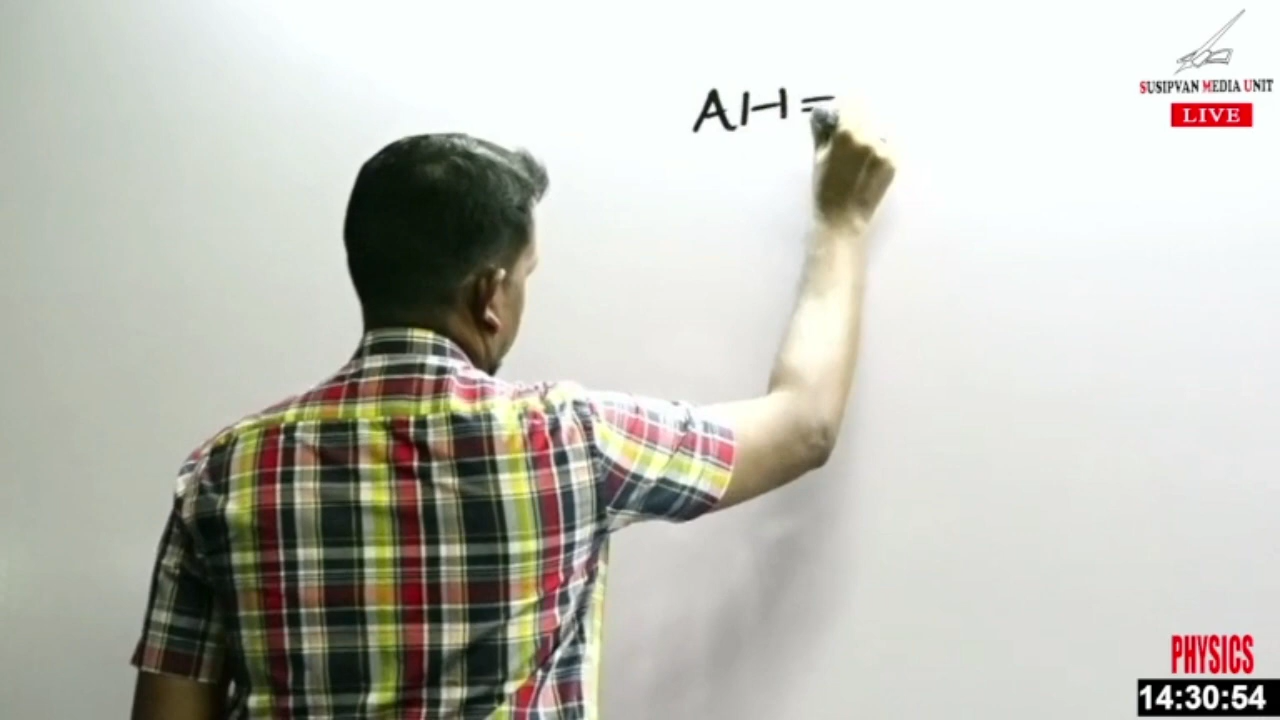 AH =
SUSIPVAN MEDIA UNIT
LIVE
PHYSICS
14:30:54